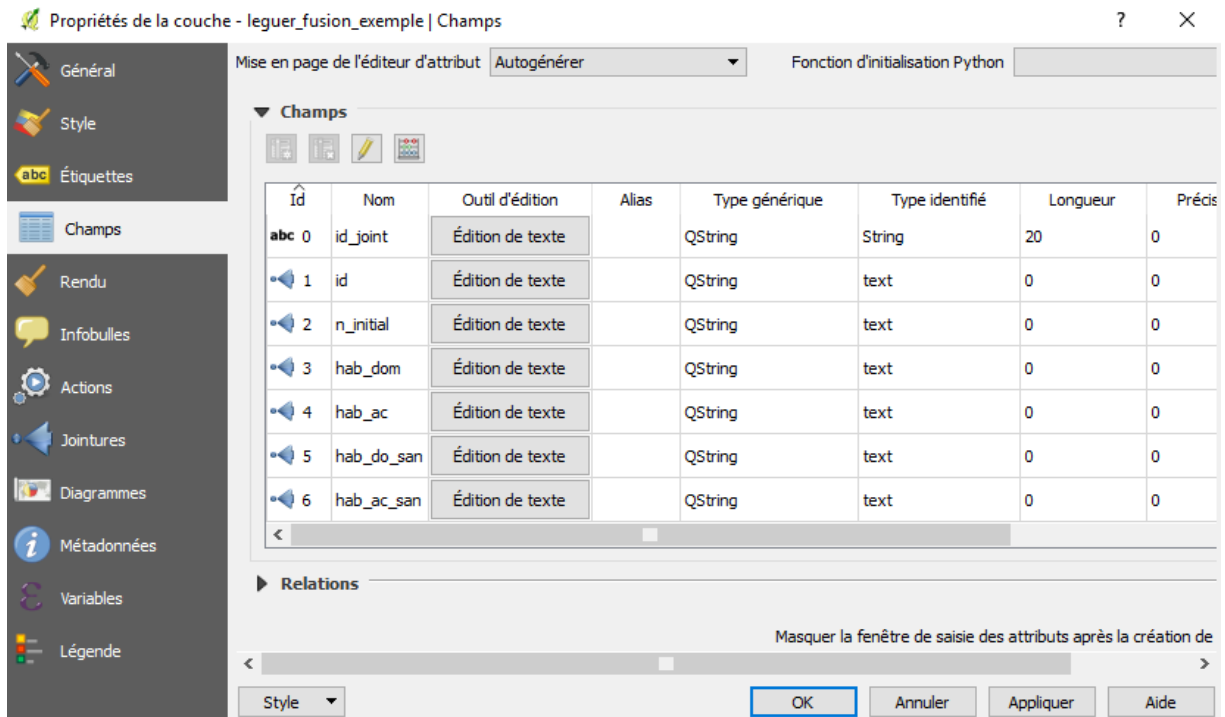 Propriétés de la couche - leguer_fusion_exemple | Champs
? ×
Général
Style
abc Étiquettes
Champs
Rendu
Infobulles
Actions
Jointures
Diagrammes
Métadonnées
Variables
Légende
Mise en page de l'éditeur d'attribut Autogénérer Fonction d'initialisation Python
Champs
Id Nom Outil d'édition Alias Type générique Type identifié Longueur Précis
abc 0 id_joint Édition de texte QString String 20 0
1 id Édition de texte QString text 0 0
2 n_initial Édition de texte QString text 0 0
3 hab_dom Édition de texte QString text 0 0
4 hab_ac Édition de texte QString text 0 0
5 hab_do_san Édition de texte QString text 0 0
6 hab_ac_san Édition de texte QString text 0 0
Relations
Masquer la fenêtre de saisie des attributs après la création de
Style OK Annuler Appliquer Aide